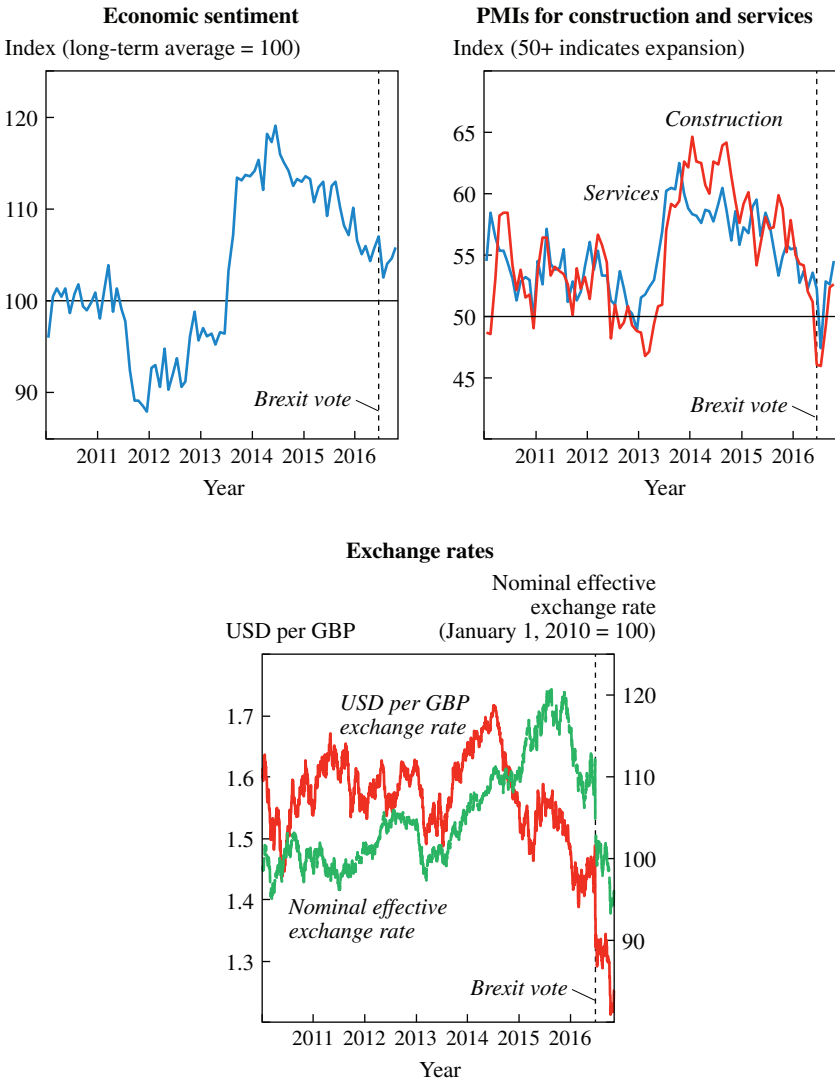 Economic sentiment
Index (long-term average = 100)
120
110
100
90
Brexit vote
2011 2012 2013 2014 2015 2016
Year
PMIs for construction and services
Index (50+ indicates expansion)
65
60
55
50
45
Construction
Services
Brexit vote
2011 2012 2013 2014 2015 2016
Year
Exchange rates
USD per GBP
Nominal effective
exchange rate
(January 1, 2010 = 100)
1.7
1.6
1.5
1.4
1.3
120
110
100
90
USD per GBP
exchange rate
Nominal effective
exchange rate
Brexit vote
2011 2012 2013 2014 2015 2016
Year